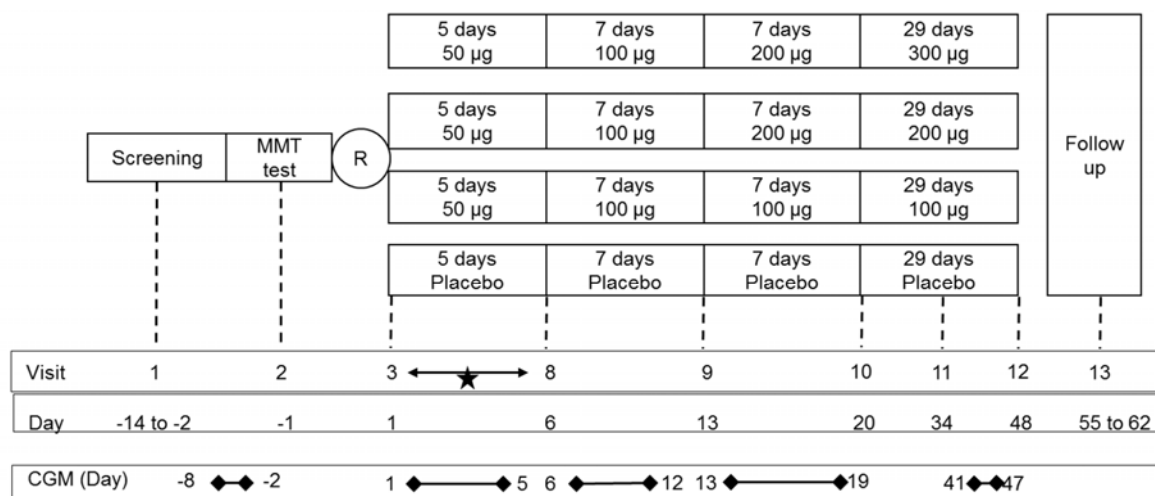 5 days 7 days 7 days 29 days
50 µg 100 µg 200 µg 300 µg
5 days 7 days 7 days 29 days
50 µg 100 µg 200 µg 200 µg
Screening MMT test R
5 days 7 days 7 days 29 days
50 µg 100 µg 100 µg 100 µg
5 days 7 days 7 days 29 days
Placebo Placebo Placebo Placebo
Follow up
Visit 1 2 3 8 9 10 11 12 13
Day -14 to -2 -1 1 6 13 20 34 48 55 to 62
CGM (Day) -8 -2 1 5 6 12 13 19 41 47